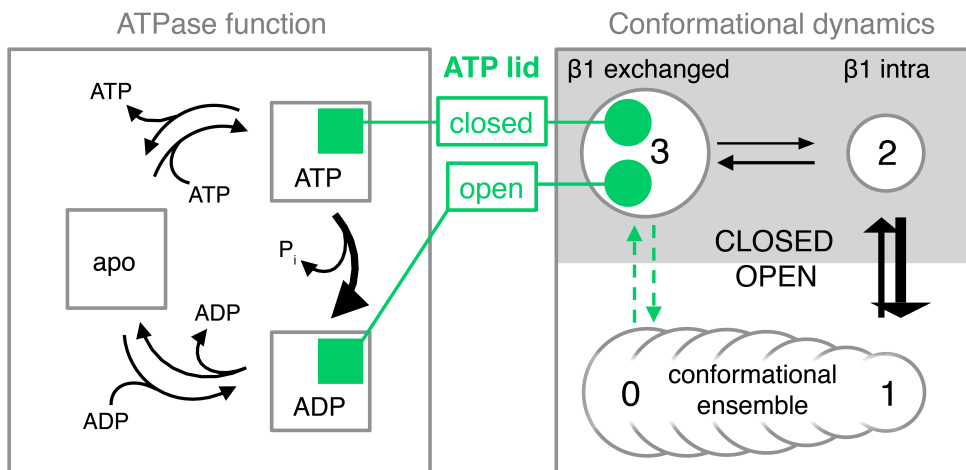 ATPase function
Conformational dynamics
ATP lid
β1 exchanged
β1 intra
ATP
closed
3
2
ATP
ATP
open
apo
Pi
CLOSED
OPEN
ADP
ADP
ADP
0
conformational
ensemble
1